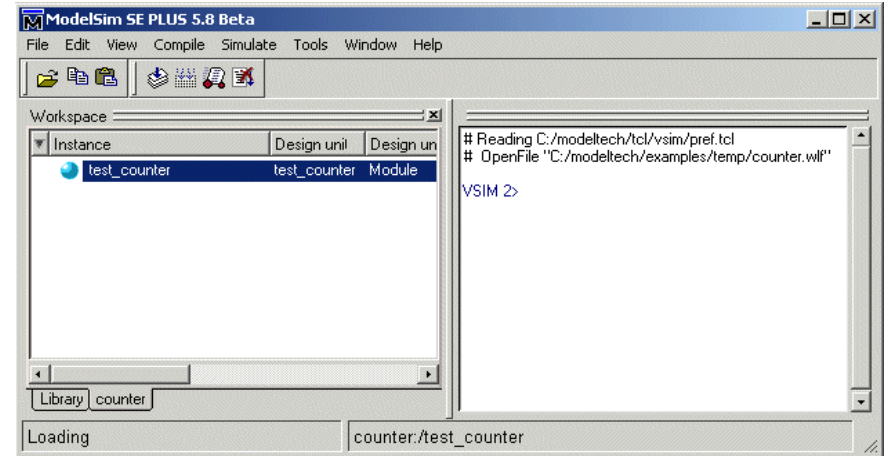 ModelSim SE PLUS 5.8 Beta
File Edit View Compile Simulate Tools Window Help
Workspace
Instance Design unit Design un
test_counter test_counter Module
Library counter
# Reading C:/modeltech/tcl/vsim/pref.tcl
# OpenFile "C:/modeltech/examples/temp/counter.wlf"
VSIM 2>
Loading counter:/test_counter